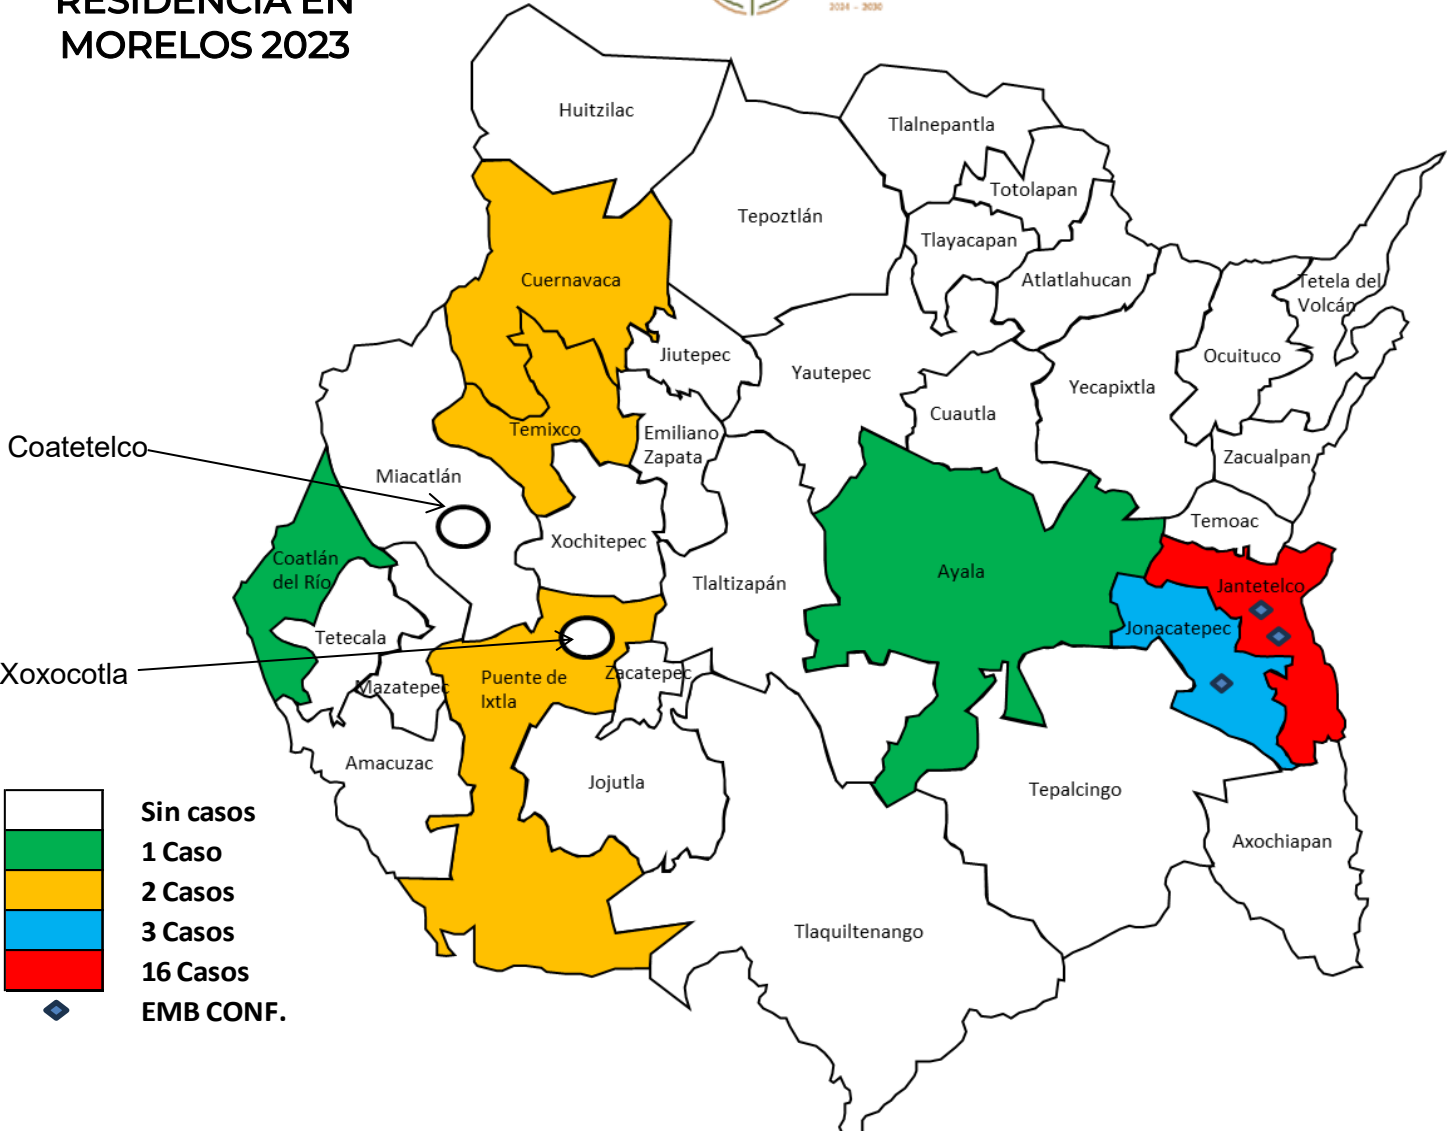 RESIDENCIA EN
MORELOS 2023
2024 - 2030
Huitzilac
Tlalnepantla
Totolapan
Tepoztlán
Tlayacapan
Cuernavaca
Atlatlahucan
Tetela del
Volcán
Jiutepec
Ocuituco
Yautepec
Yecapixtla
Cuautla
Temixco
Emiliano
Zapata
Coatetelco
Zacualpan
Miacatlán
Temoac
Xochitepec
Coatlán
del Río
Ayala
Tlaltizapán
Jantetelco
Jonacatepec
Tetecala
Xoxocotla
Zacatepec
Puente de
Ixtla
Mazatepec
Amacuzac
Jojutla
Tepalcingo
Axochiapan
Tlaquiltenango
Sin casos
1 Caso
2 Casos
3 Casos
16 Casos
EMB CONF.